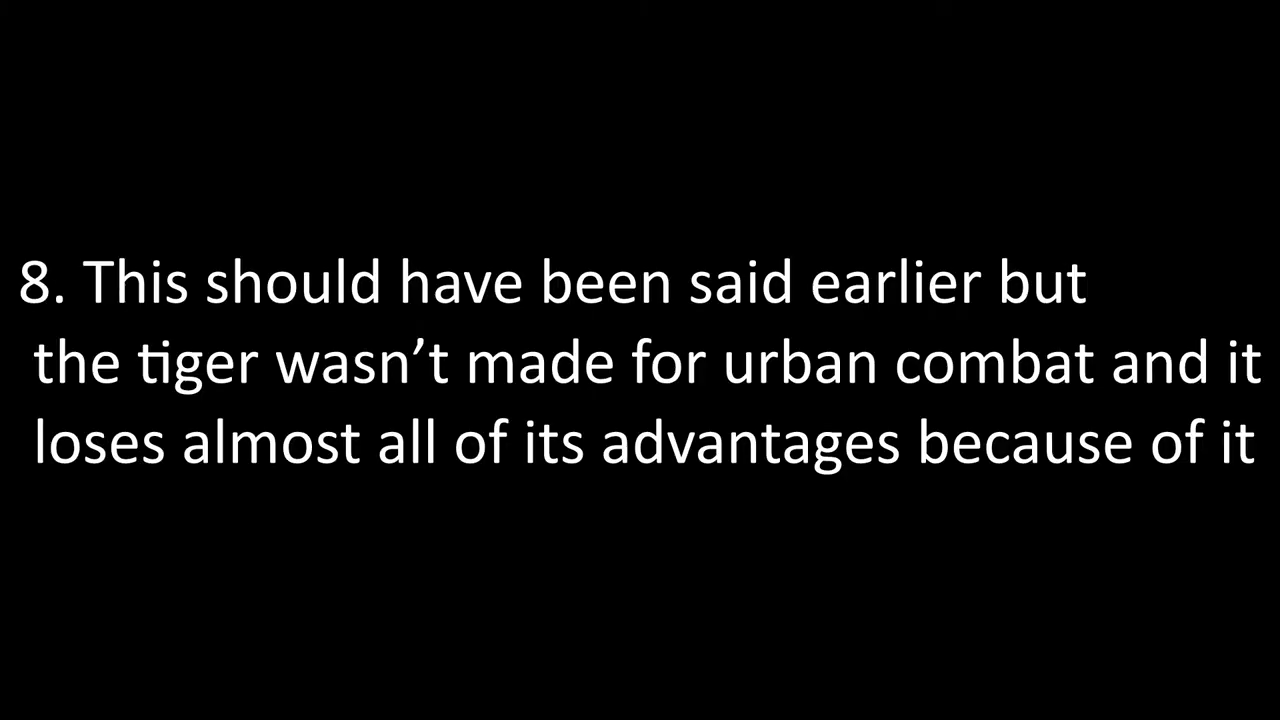 8. This should have been said earlier but
the tiger wasn’t made for urban combat and it
loses almost all of its advantages because of it